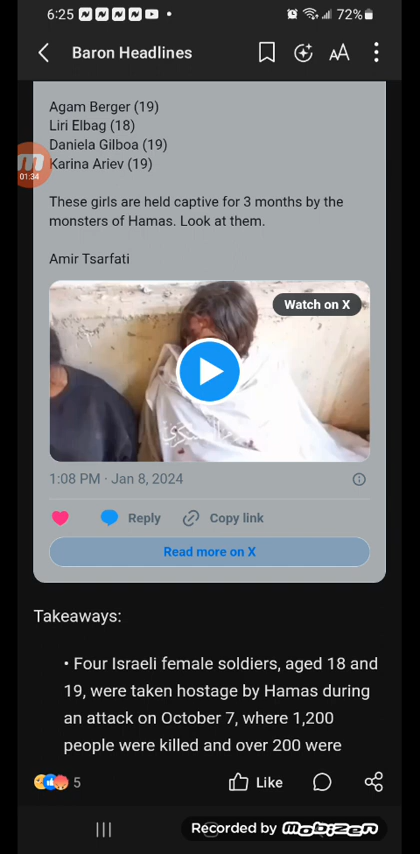 6:25
72%
Baron Headlines
AA
Agam Berger (19)
Liri Elbag (18)
Daniela Gilboa (19)
Karina Ariev (19)
01:34
These girls are held captive for 3 months by the
monsters of Hamas. Look at them.
Amir Tsarfati
Watch on X
1:08 PM · Jan 8, 2024
Reply
Copy link
Read more on X
Takeaways:
• Four Israeli female soldiers, aged 18 and
19, were taken hostage by Hamas during
an attack on October 7, where 1,200
people were killed and over 200 were
5
Like
Recorded by mobizen